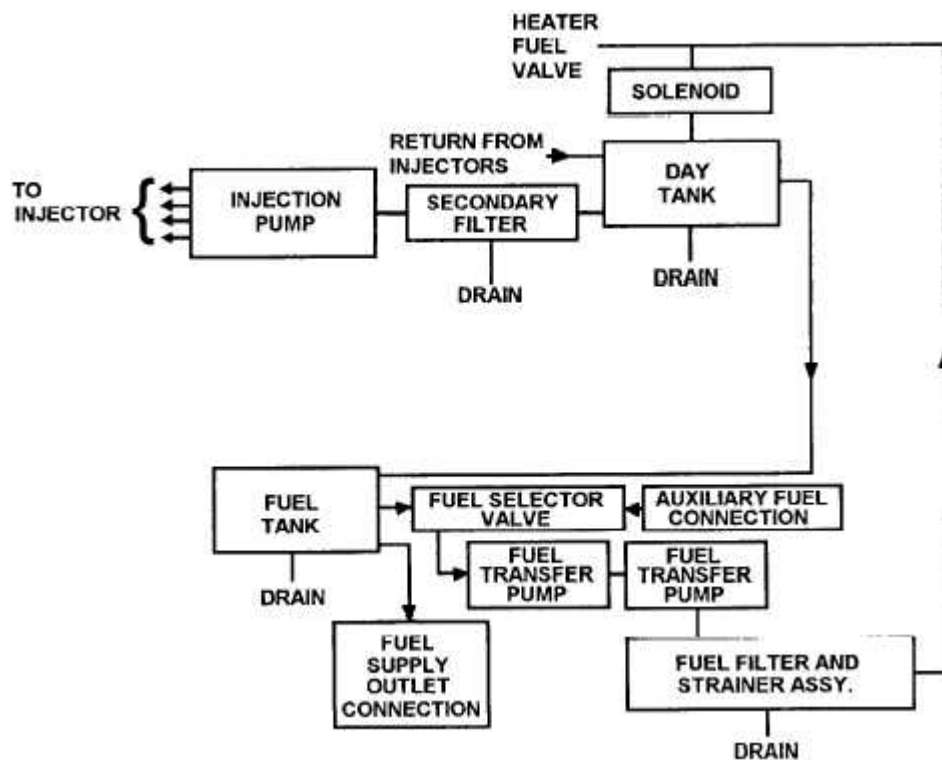 HEATER
FUEL
VALVE
SOLENOID
RETURN FROM
INJECTORS
DAY
TANK
TO
INJECTOR
INJECTION
PUMP
SECONDARY
FILTER
DRAIN
DRAIN
FUEL
TANK
FUEL SELECTOR
VALVE
AUXILIARY FUEL
CONNECTION
FUEL
TRANSFER
PUMP
FUEL
TRANSFER
PUMP
DRAIN
FUEL
SUPPLY
OUTLET
CONNECTION
FUEL FILTER AND
STRAINER ASSY.
DRAIN